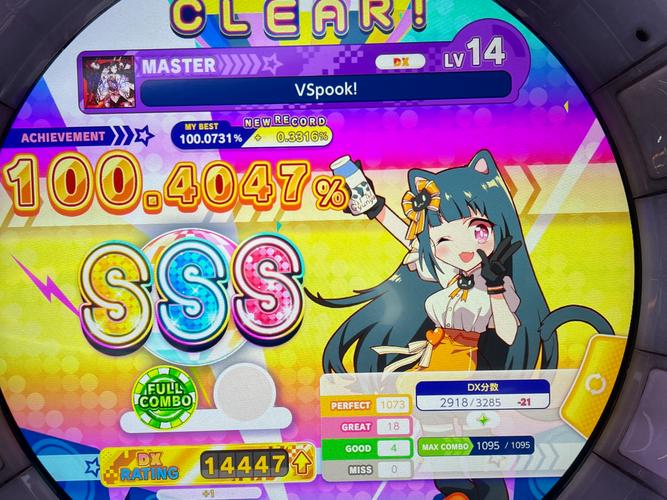 CLEAR!
MASTER
DX
LV 14
VSpook!
ACHIEVEMENT
MY BEST
100.0731%
NEW RECORD
+ 0.3316%
100.4047%
SSS
FULL
COMBO
PERFECT 1073
GREAT 18
GOOD 4
MISS 0
DX分数
2918/3285 -21
MAX COMBO 1095 / 1095
DX
RATING
14447
+1